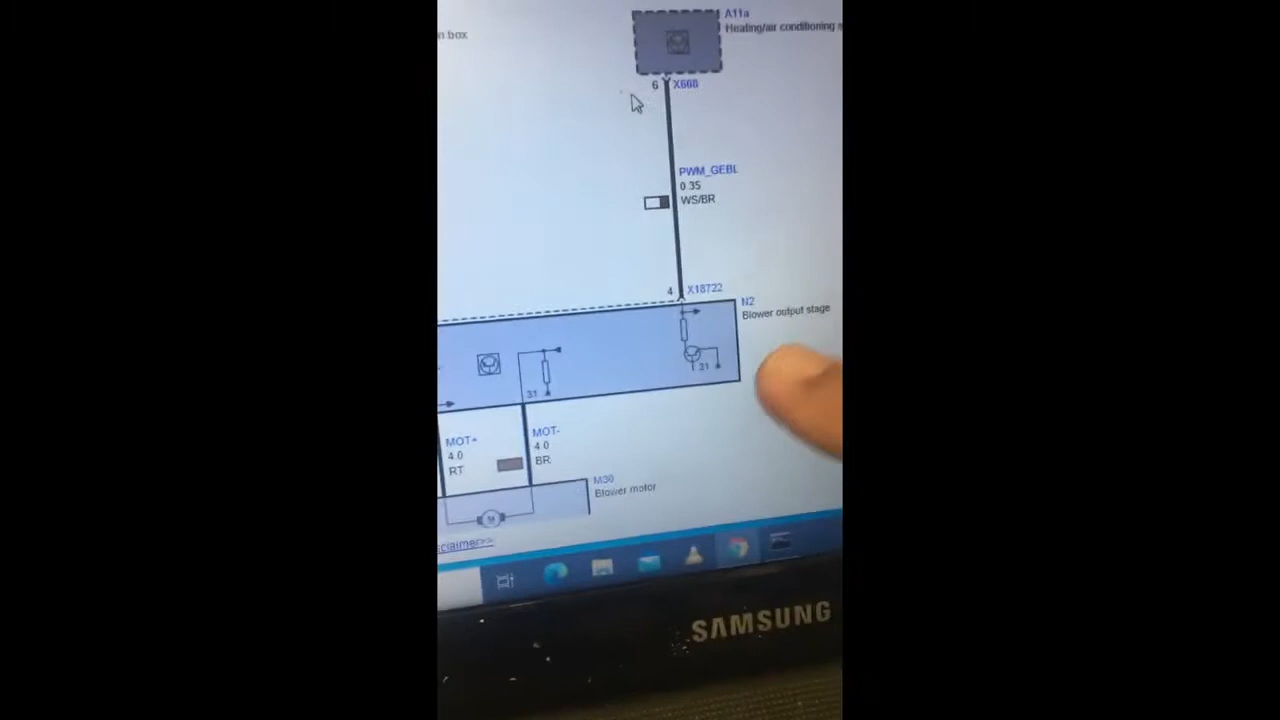 n box
A11a
Heating/air conditioning
6
X668
PWM_GEBL
0.35
WS/BR
4
X18722
N2
Blower output stage
31
31
MOT+
4.0
RT
MOT-
4.0
BR
M30
Blower motor
M
sclaimer>>
SAMSUNG